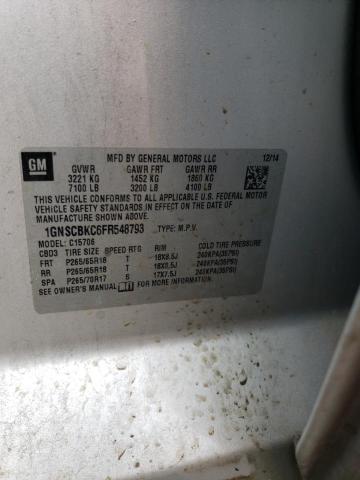 GM
MFD BY GENERAL MOTORS LLC 12/14
GVWR GAWR FRT GAWR RR
3221 KG 1452 KG 1860 KG
7100 LB 3200 LB 4100 LB
THIS VEHICLE CONFORMS TO ALL APPLICABLE U.S. FEDERAL MOTOR
VEHICLE SAFETY STANDARDS IN EFFECT ON THE DATE OF
MANUFACTURE SHOWN ABOVE.
1GNSCBKC6FR548793 TYPE: M.P.V.
MODEL: C15706
CBD3 TIRE SIZE SPEED RTG RIM COLD TIRE PRESSURE
FRT P265/65R18 T 18X8.5J 240KPA(35PSI)
RR P265/65R18 T 18X8.5J 240KPA(35PSI)
SPA P265/70R17 S 17X7.5J 240KPA(35PSI)
SEE OWNER'S MANUAL